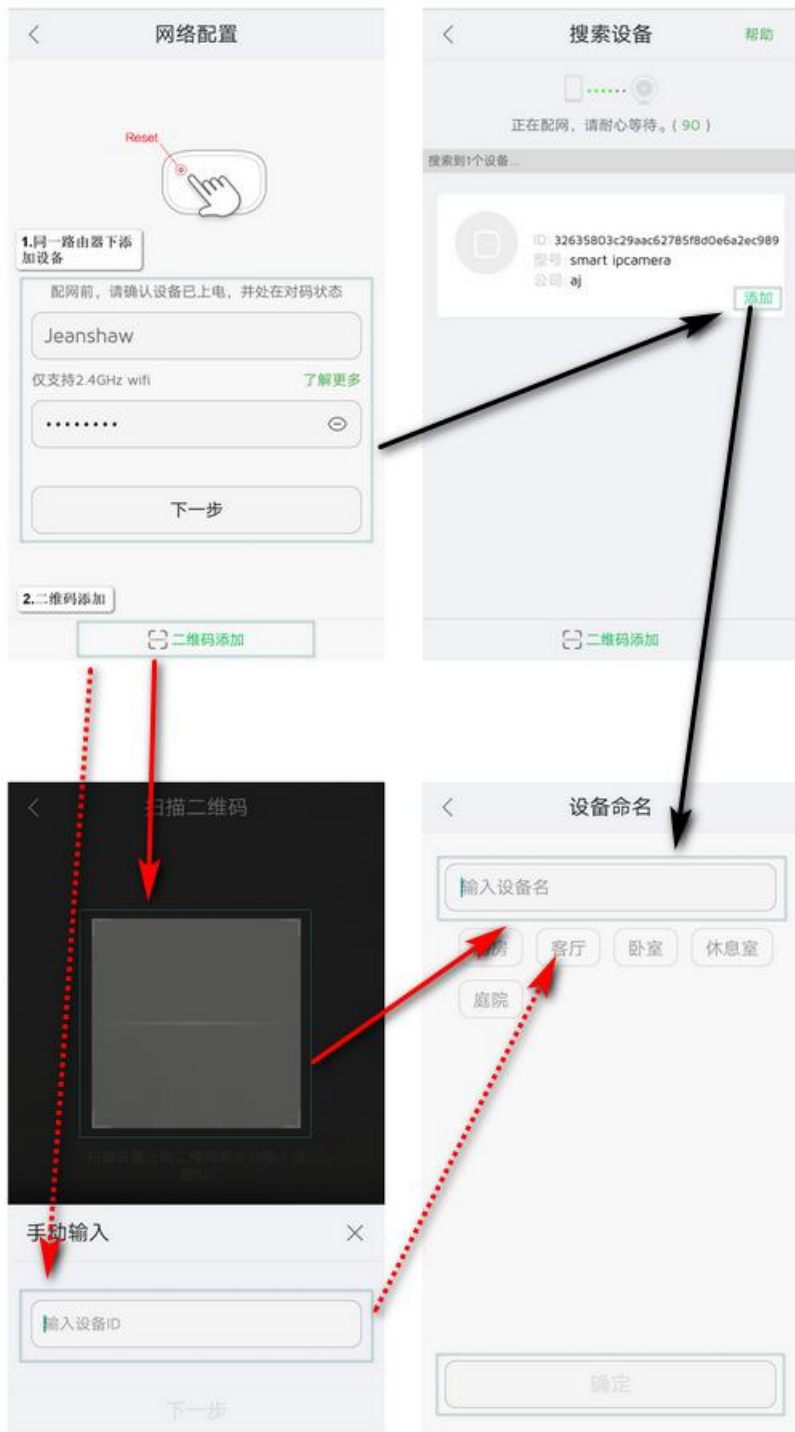 网络配置
Reset
1.同一路由器下添
加设备
配网前，请确认设备已上电，并处在对码状态
Jeanshaw
仅支持2.4GHz wifi
了解更多
••••••••
下一步
2.二维码添加
二维码添加
搜索设备
帮助
正在配网，请耐心等待。( 90 )
搜索到1个设备...
ID: 32635803c29aac62785f8d0e6a2ec989
型号: smart ipcamera
公司: aj
添加
二维码添加
扫描二维码
手动输入
输入设备ID
下一步
设备命名
输入设备名
房
客厅
卧室
休息室
庭院
确定